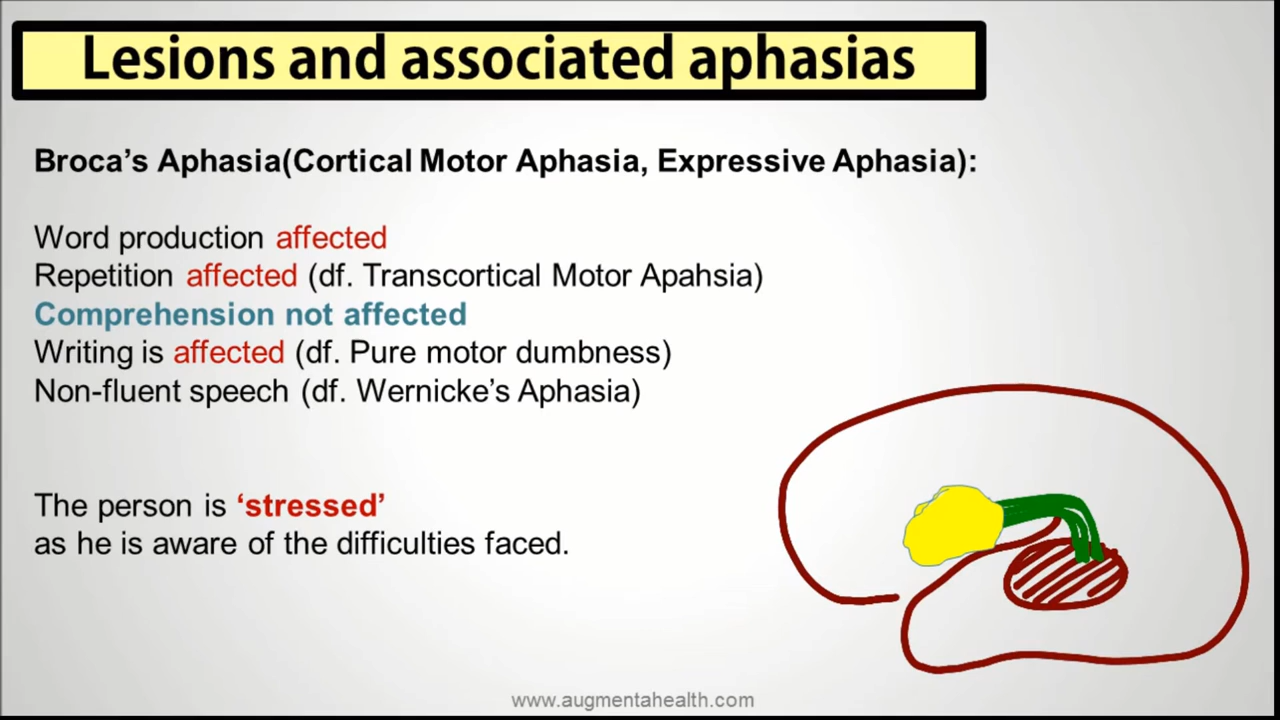 Lesions and associated aphasias
Broca's Aphasia(Cortical Motor Aphasia, Expressive Aphasia):
Word production affected
Repetition affected (df. Transcortical Motor Apahsia)
Comprehension not affected
Writing is affected (df. Pure motor dumbness)
Non-fluent speech (df. Wernicke's Aphasia)
The person is ‘stressed’
as he is aware of the difficulties faced.
www.augmentahealth.com